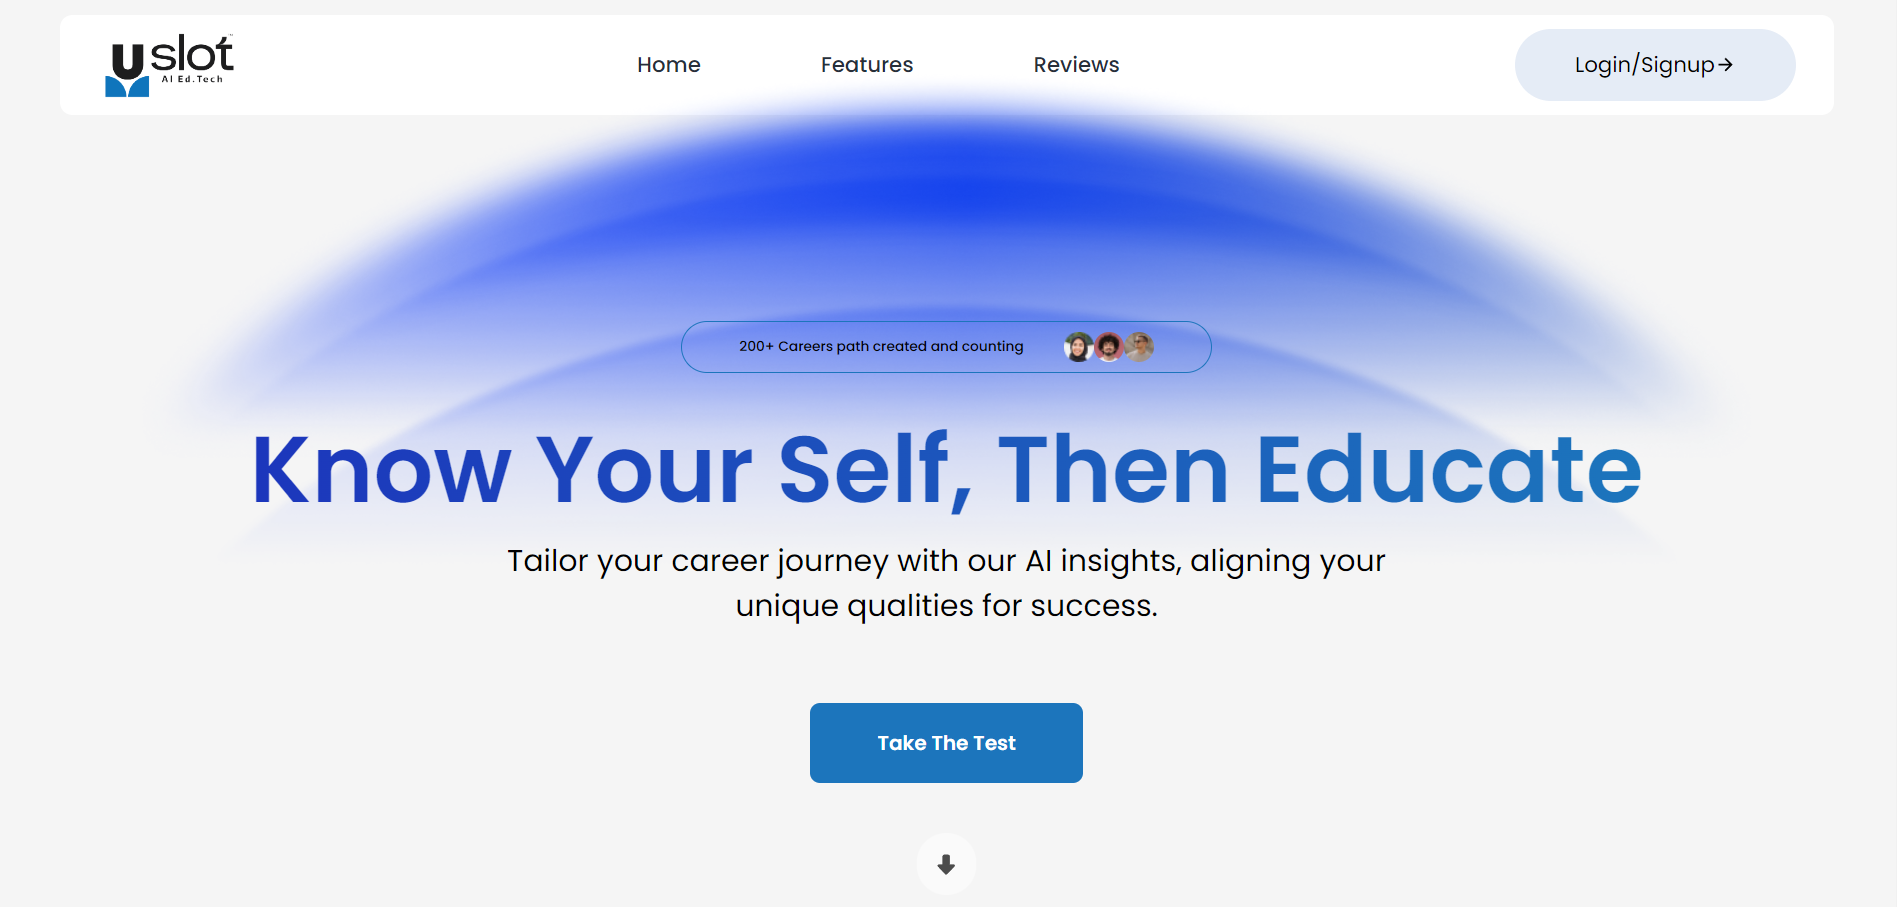 uslot
AI Ed.Tech
Home
Features
Reviews
Login/Signup→
200+ Careers path created and counting
Know Your Self, Then Educate
Tailor your career journey with our AI insights, aligning your
unique qualities for success.
Take The Test